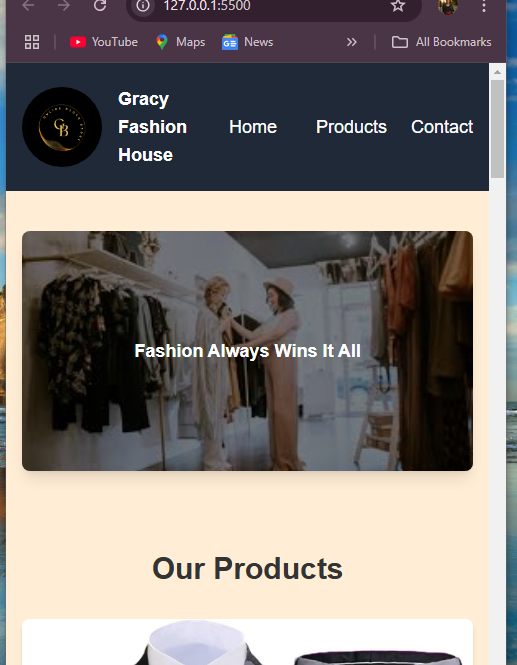 127.0.0.1:5500
YouTube Maps News All Bookmarks
Gracy
Fashion
House
Home Products Contact
GB
Fashion Always Wins It All
Our Products